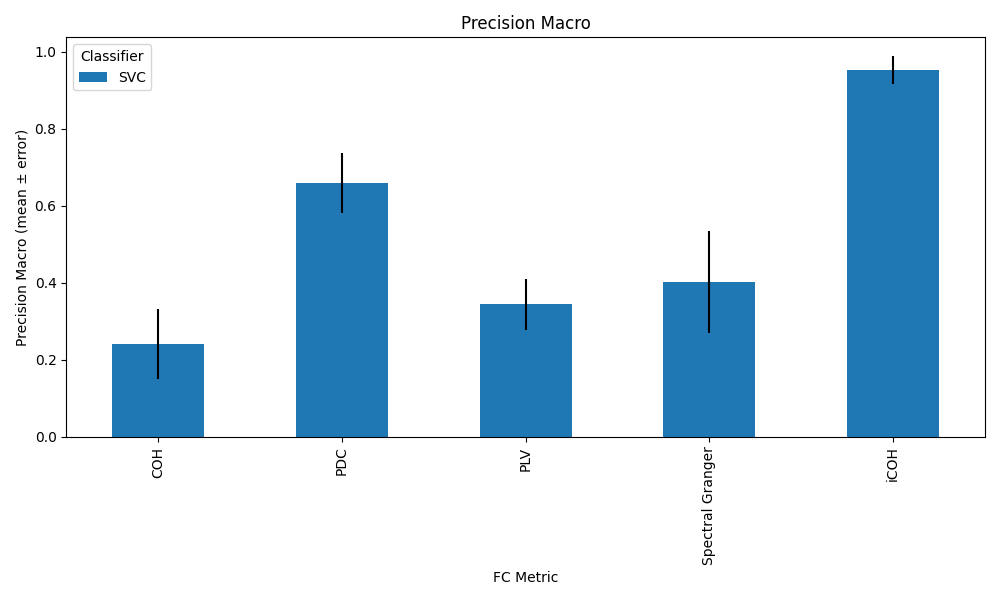 Precision Macro
Classifier
SVC
Precision Macro (mean ± error)
1.0
0.8
0.6
0.4
0.2
0.0
COH
PDC
PLV
Spectral Granger
iCOH
FC Metric